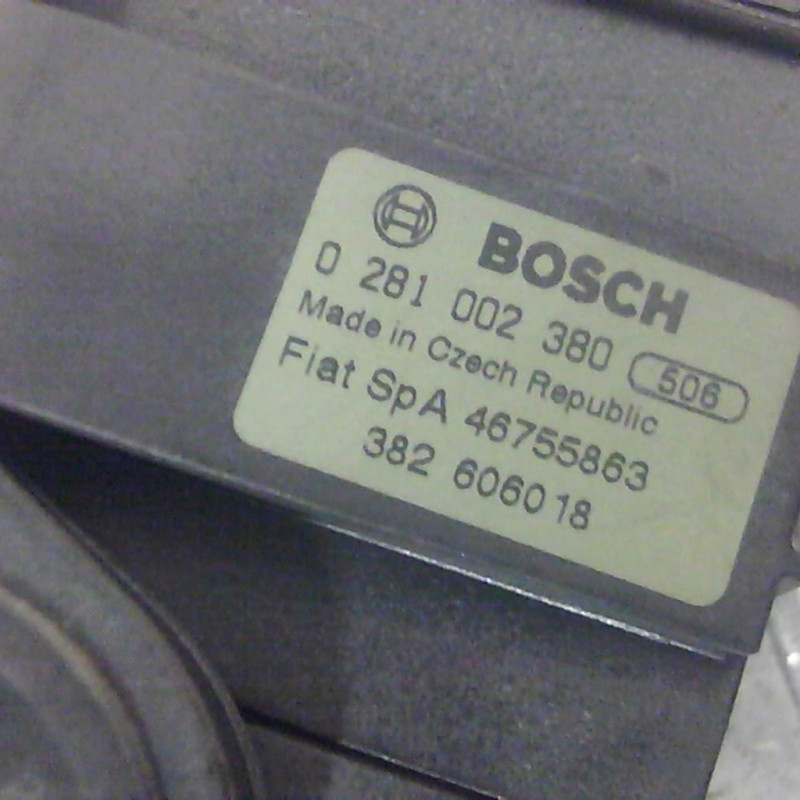 BOSCH
0 281 002 380 506
Made in Czech Republic
Fiat SpA 46755863
382 606018